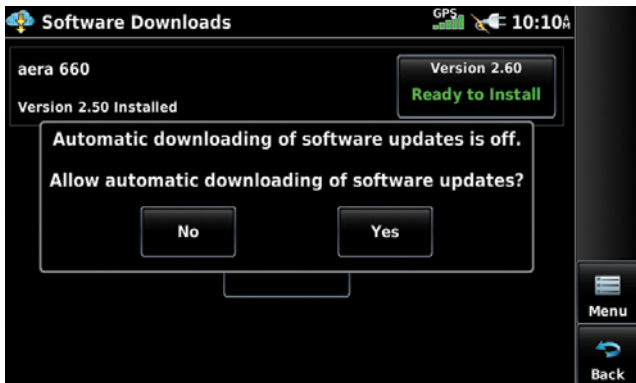 Software Downloads
GPS
10:10AM
aera 660
Version 2.60
Ready to Install
Version 2.50 Installed
Automatic downloading of software updates is off.
Allow automatic downloading of software updates?
No
Yes
Menu
Back